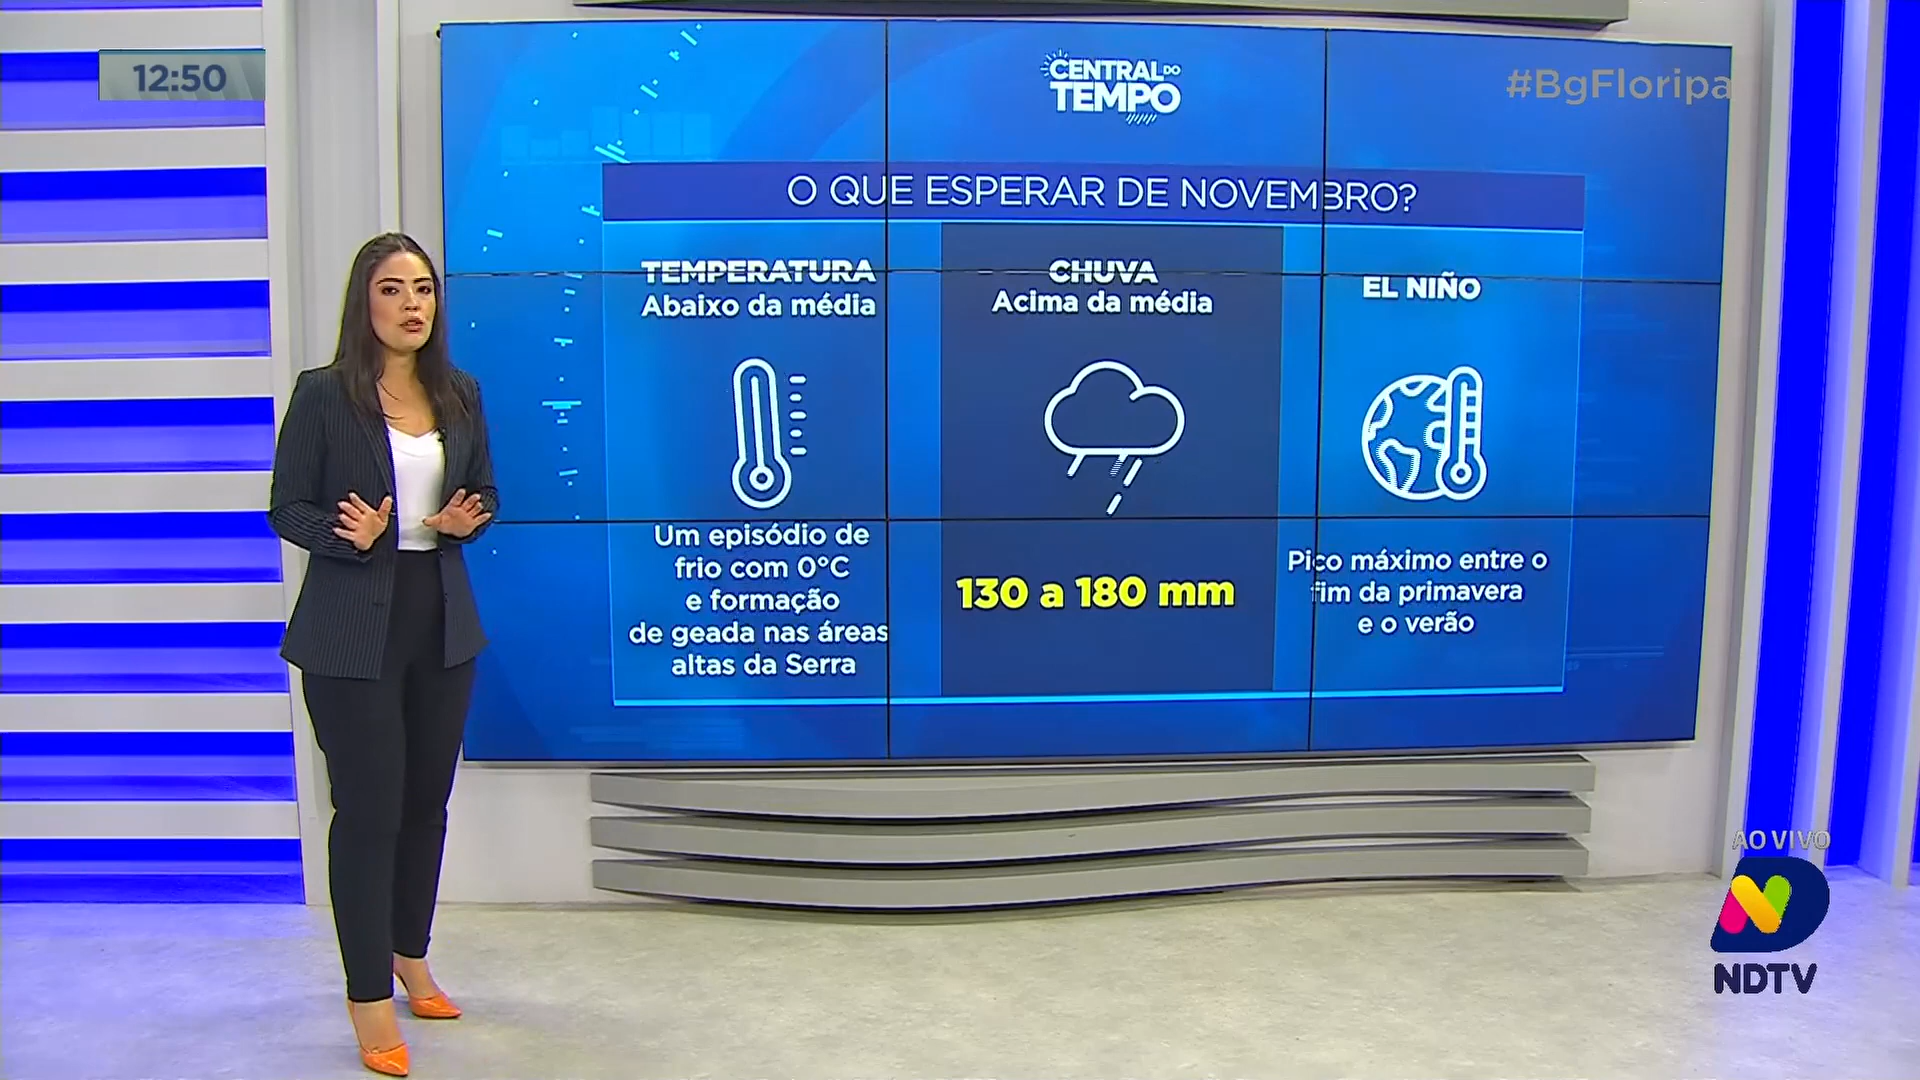 12:50
CENTRAL DO
TEMPO
#BgFloripa
O QUE ESPERAR DE NOVEMBRO?
TEMPERATURA
Abaixo da média
Um episódio de
frio com 0°C
e formação
de geada nas áreas
altas da Serra
CHUVA
Acima da média
130 a 180 mm
EL NIÑO
Pico máximo entre o
fim da primavera
e o verão
AO VIVO
NDTV